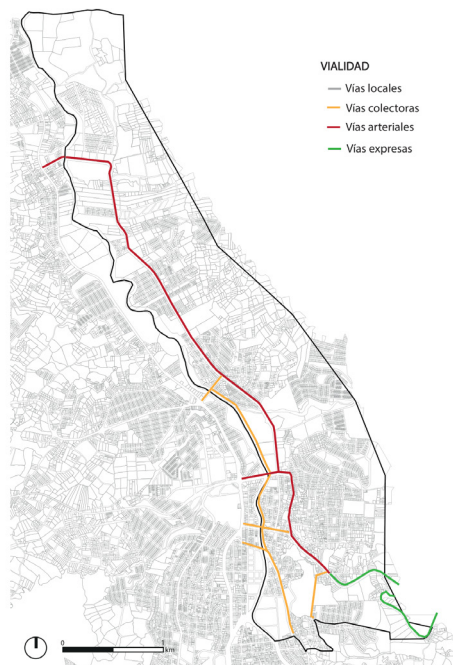 VIALIDAD
Vías locales
Vías colectoras
Vías arteriales
Vías expresas
0 1
km